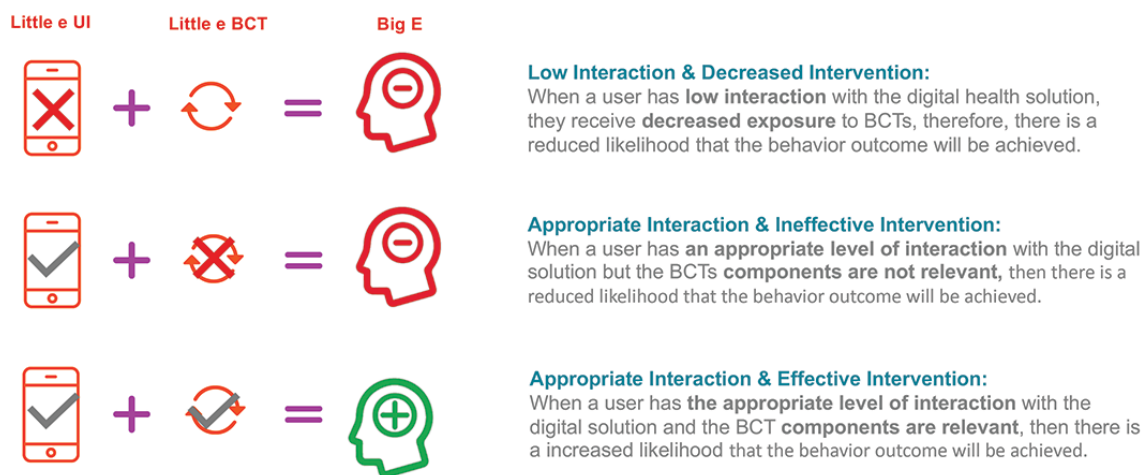 Little e UI Little e BCT Big E
Low Interaction & Decreased Intervention:
When a user has low interaction with the digital health solution,
they receive decreased exposure to BCTs, therefore, there is a
reduced likelihood that the behavior outcome will be achieved.
Appropriate Interaction & Ineffective Intervention:
When a user has an appropriate level of interaction with the digital
solution but the BCTs components are not relevant, then there is a
reduced likelihood that the behavior outcome will be achieved.
Appropriate Interaction & Effective Intervention:
When a user has the appropriate level of interaction with the
digital solution and the BCT components are relevant, then there is
a increased likelihood that the behavior outcome will be achieved.